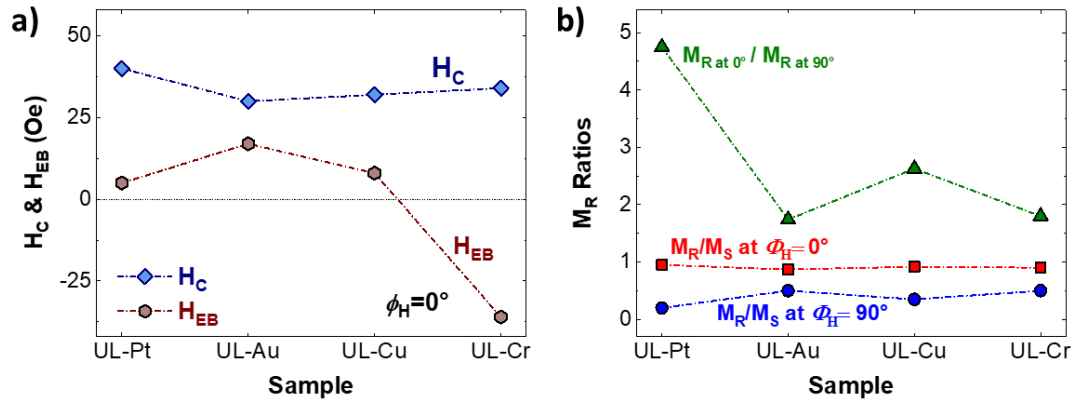 a)
H_C & H_EB (Oe)
50
25
0
-25
H_C
H_EB
H_C
H_EB
ϕ_H=0°
UL-Pt UL-Au UL-Cu UL-Cr
Sample
b)
M_R Ratios
5
4
3
2
1
0
M_R at 0° / M_R at 90°
M_R/M_S at Φ_H= 0°
M_R/M_S at Φ_H= 90°
UL-Pt UL-Au UL-Cu UL-Cr
Sample